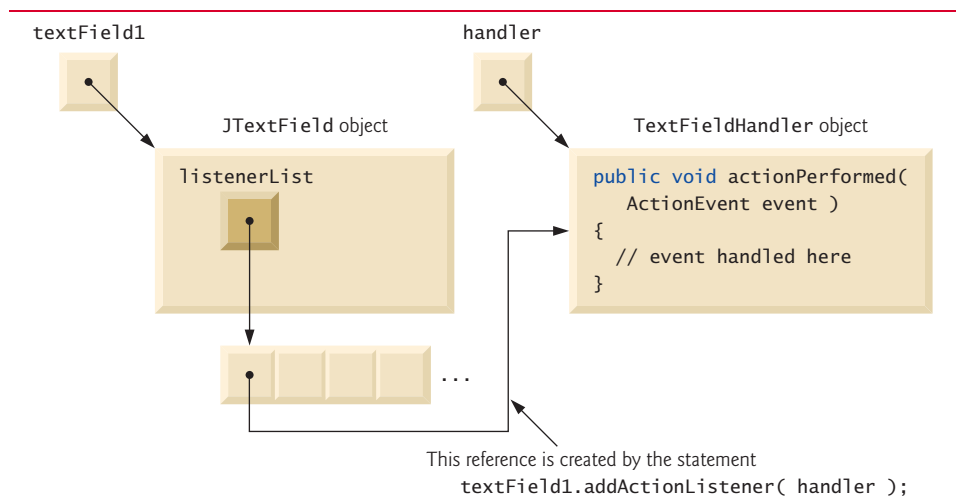 textField1
handler
JTextField object
TextFieldHandler object
listenerList
public void actionPerformed(
ActionEvent event )
{
// event handled here
}
...
This reference is created by the statement
textField1.addActionListener( handler );